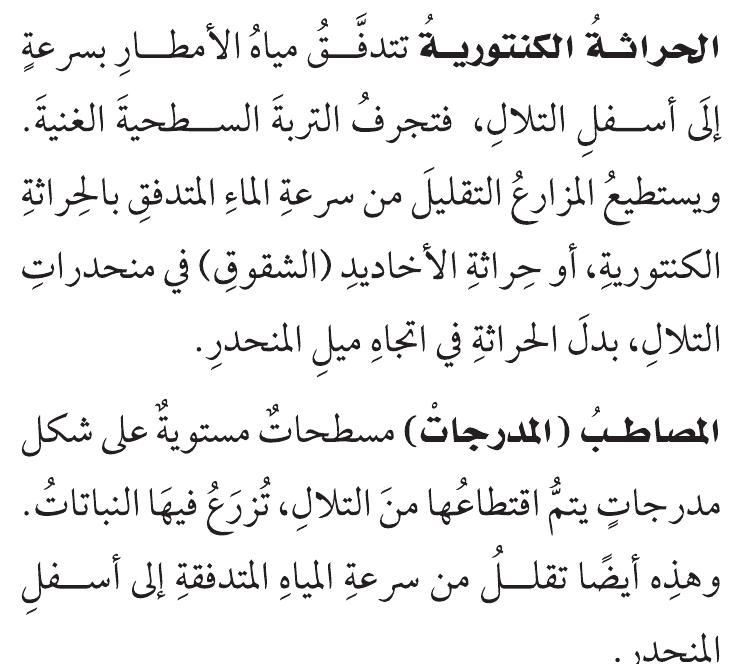 الحراثةُ الكنتوريةُ تتدفَّقُ مياهُ الأمطارِ بسرعةٍ
إلَى أسفلِ التلالِ، فتجرفُ التربةَ السطحيةَ الغنيةَ.
ويستطيعُ المزارعُ التقليلَ من سرعةِ الماءِ المتدفقِ بالحِراثةِ
الكنتوريةِ، أو حِراثةِ الأخاديدِ (الشقوقِ) في منحدراتِ
التلالِ، بدلَ الحراثةِ في اتجاهِ ميلِ المنحدرِ.
المصاطبُ (المدرجاتْ) مسطحاتٌ مستويةٌ على شكل
مدرجاتٍ يتمُّ اقتطاعُها منَ التلالِ، تُزرَعُ فيهَا النباتاتُ.
وهذِه أيضًا تقللُ من سرعةِ المياهِ المتدفقةِ إلى أسفلِ
المنحدرِ.